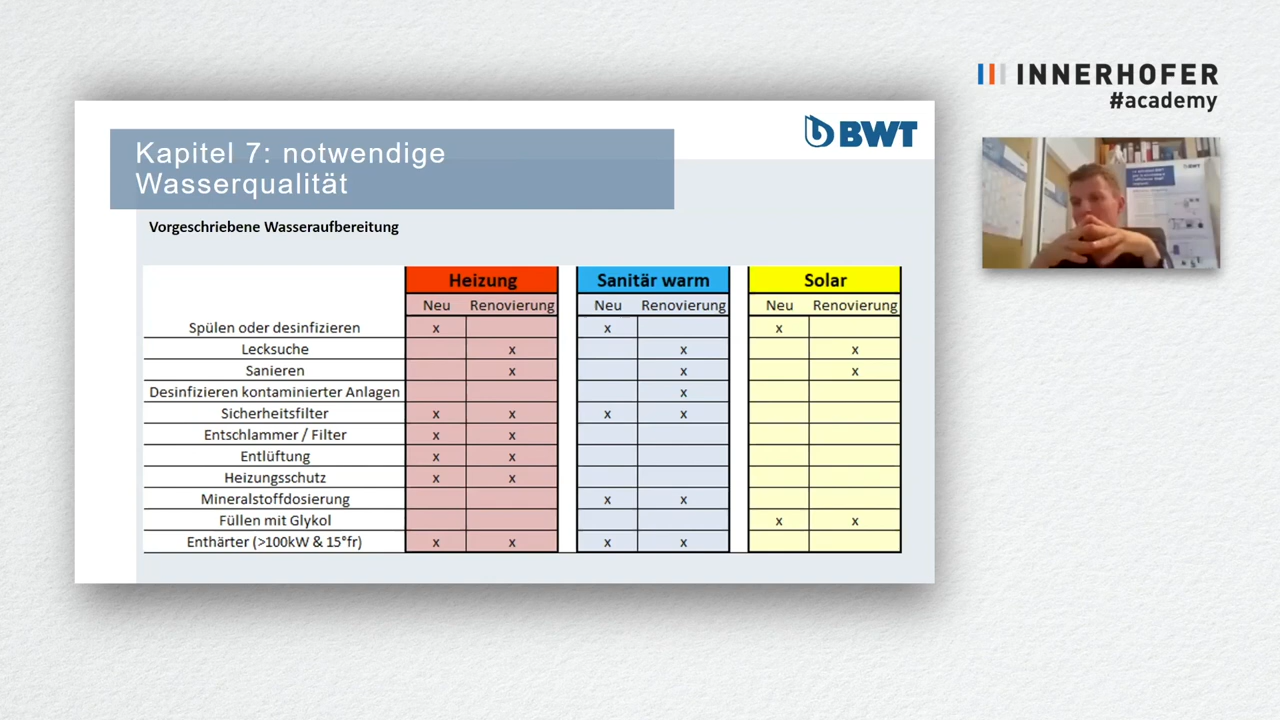 INNERHOFER
#academy
BWT
Kapitel 7: notwendige
Wasserqualität
Vorgeschriebene Wasseraufbereitung
Heizung Sanitär warm Solar
Neu Renovierung Neu Renovierung Neu Renovierung
Spülen oder desinfizieren x x x
Lecksuche x x x
Sanieren x x x
Desinfizieren kontaminierter Anlagen x
Sicherheitsfilter x x x x
Entschlammer / Filter x x
Entlüftung x x
Heizungsschutz x x
Mineralstoffdosierung x x
Füllen mit Glykol x x
Enthärter (>100kW & 15°fr) x x x x
BWT